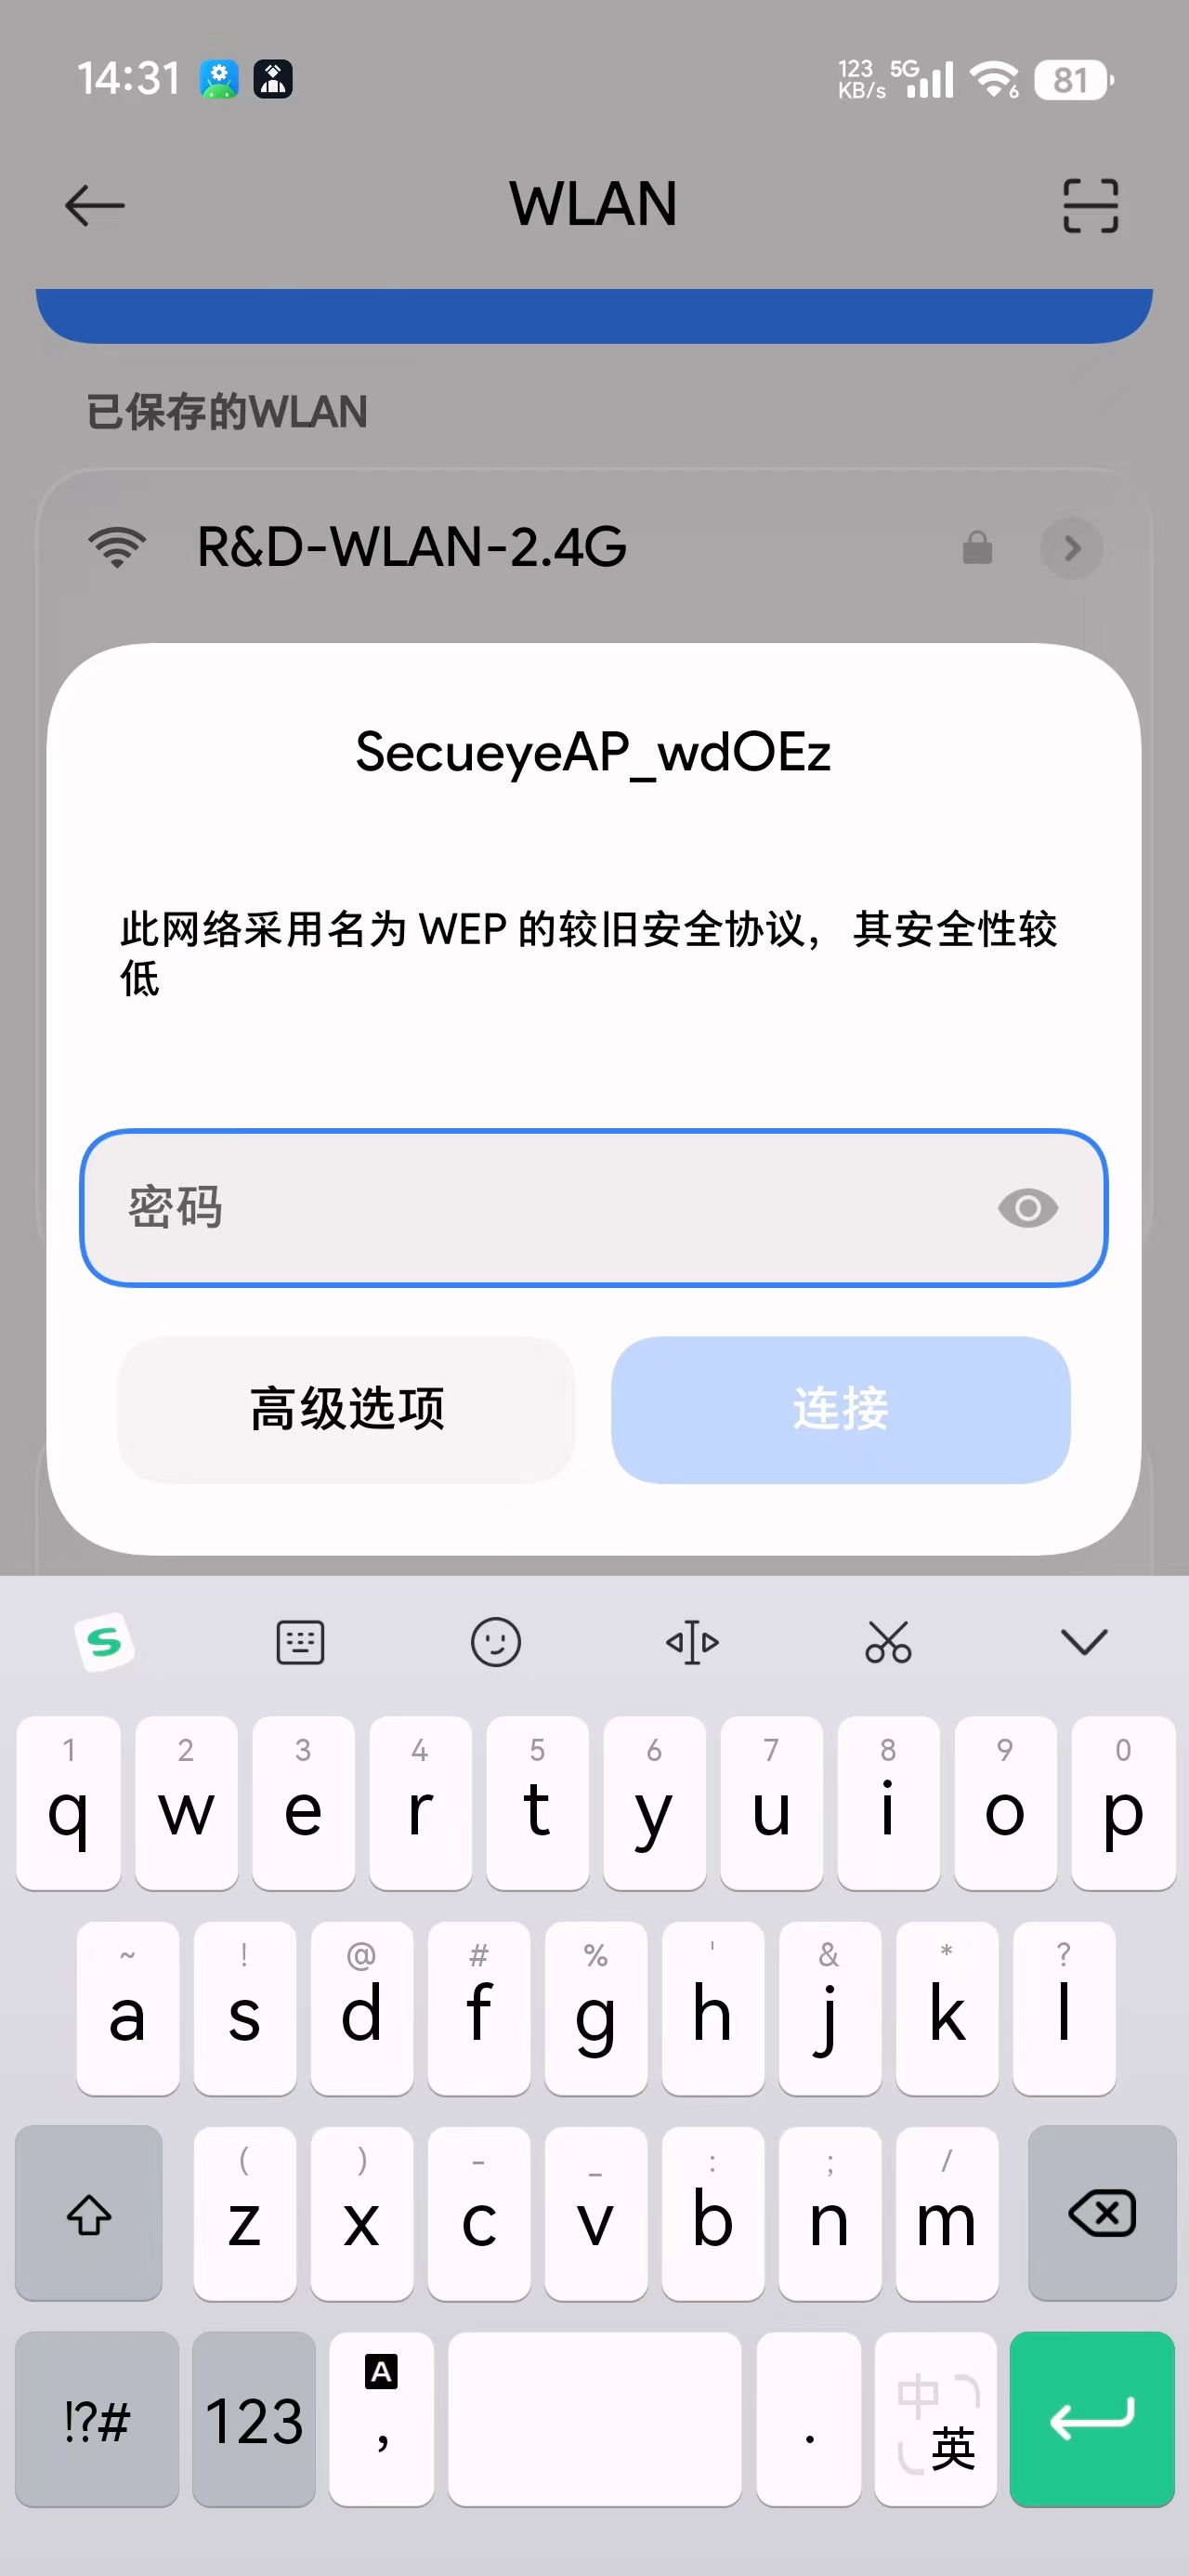 14:31
123 KB/s 5G 6 81
WLAN
已保存的WLAN
R&D-WLAN-2.4G
SecueyeAP_wdOEz
此网络采用名为 WEP 的较旧安全协议，其安全性较
低
密码
高级选项 连接
1 2 3 4 5 6 7 8 9 0
q w e r t y u i o p
~ ! @ # % ' & * ?
a s d f g h j k l
( ) - _ : ; /
z x c v b n m
!?# 123 A , . 中 英